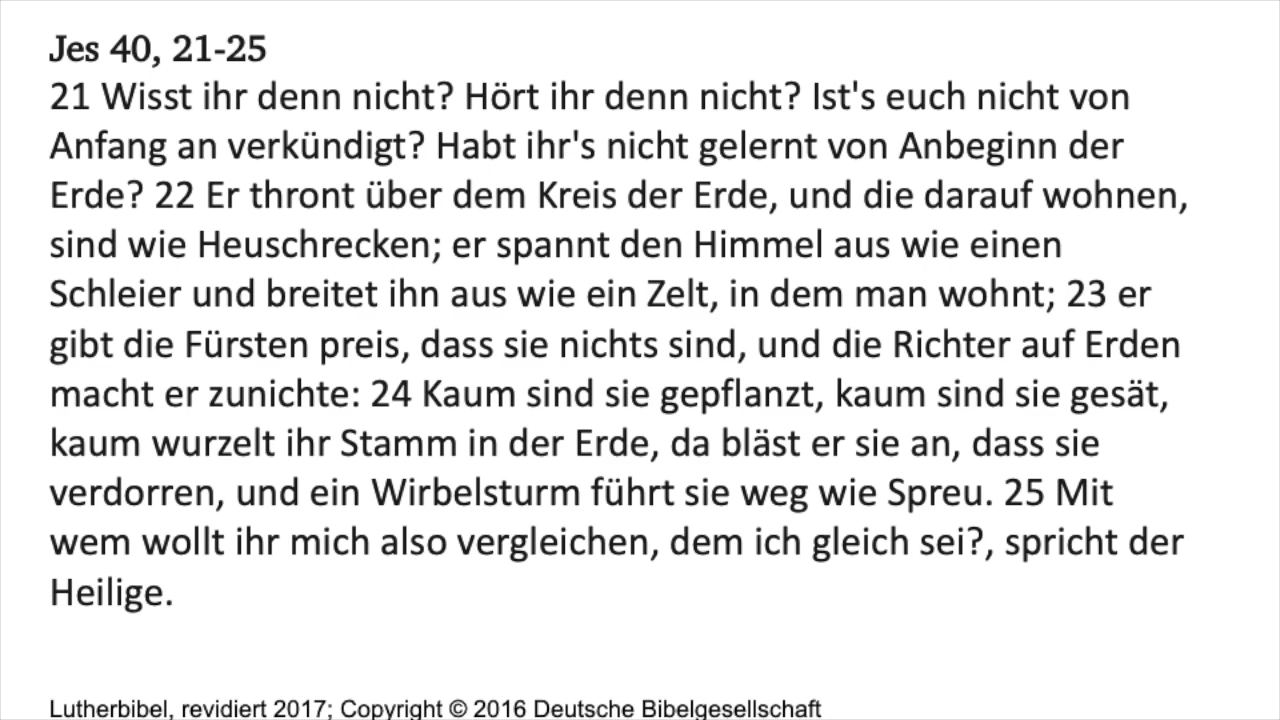 Jes 40, 21-25
21 Wisst ihr denn nicht? Hört ihr denn nicht? Ist's euch nicht von
Anfang an verkündigt? Habt ihr's nicht gelernt von Anbeginn der
Erde? 22 Er thront über dem Kreis der Erde, und die darauf wohnen,
sind wie Heuschrecken; er spannt den Himmel aus wie einen
Schleier und breitet ihn aus wie ein Zelt, in dem man wohnt; 23 er
gibt die Fürsten preis, dass sie nichts sind, und die Richter auf Erden
macht er zunichte: 24 Kaum sind sie gepflanzt, kaum sind sie gesät,
kaum wurzelt ihr Stamm in der Erde, da bläst er sie an, dass sie
verdorren, und ein Wirbelsturm führt sie weg wie Spreu. 25 Mit
wem wollt ihr mich also vergleichen, dem ich gleich sei?, spricht der
Heilige.
Lutherbibel, revidiert 2017; Copyright © 2016 Deutsche Bibelgesellschaft